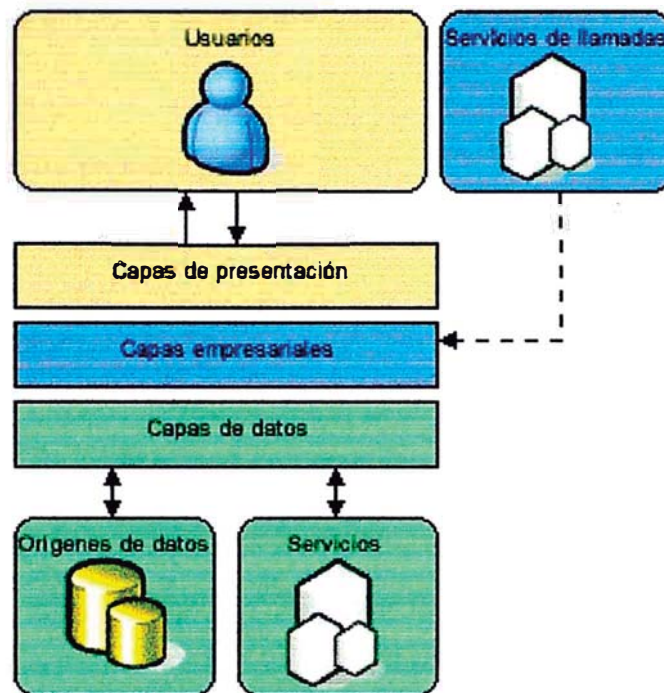 Usuarios
Servicios de llamadas
Capas de presentación
Capas empresariales
Capas de datos
Orígenes de datos
Servicios